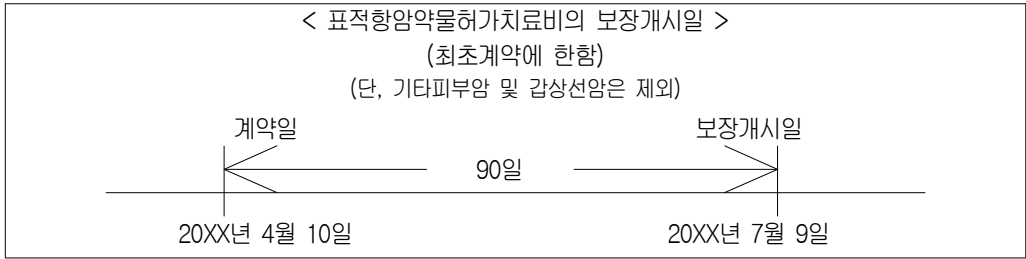 < 표적항암약물허가치료비의 보장개시일 >
(최초계약에 한함)
(단, 기타피부암 및 갑상선암은 제외)
계약일 보장개시일
90일
20XX년 4월 10일 20XX년 7월 9일